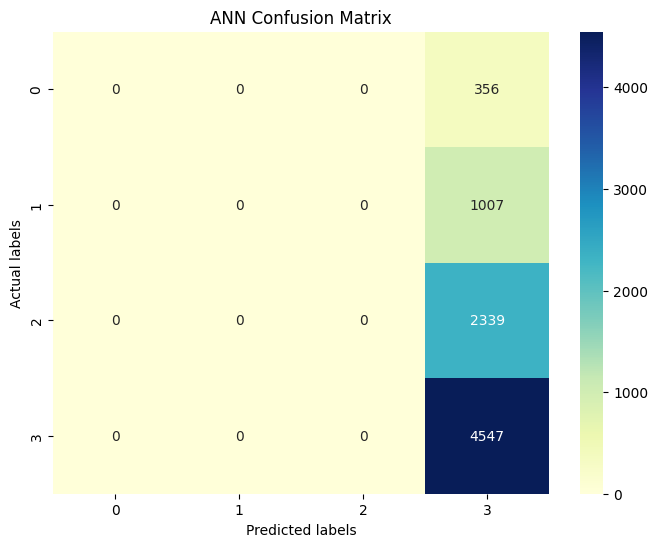 ANN Confusion Matrix
Actual labels
0 0 0 0 356
1 0 0 0 1007
2 0 0 0 2339
3 0 0 0 4547
0 1 2 3
Predicted labels
4000
3000
2000
1000
0